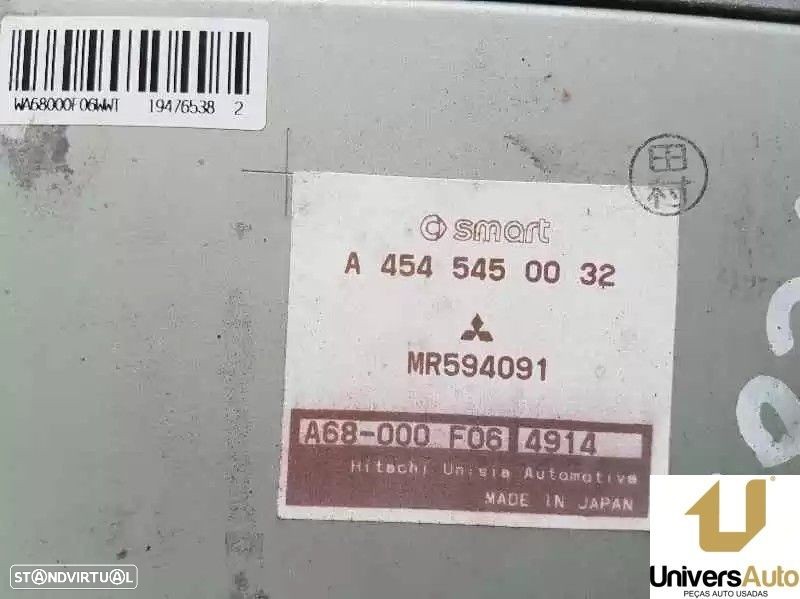 WA68000F06WWT 19476538 2
田村
smart
A 454 545 00 32
MR594091
A68-000 F06 4914
Hitachi Unisia Automotive
MADE IN JAPAN
UniversAuto
PEÇAS AUTO USADAS
STANDVIRTUAL